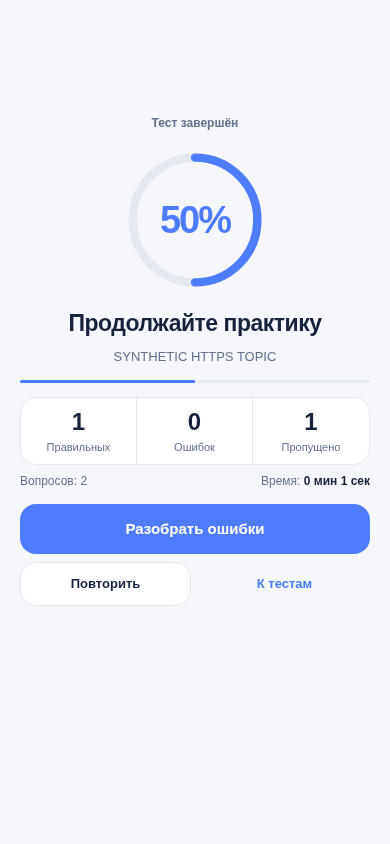 Тест завершён
50%
Продолжайте практику
SYNTHETIC HTTPS TOPIC
1 0 1
Правильных Ошибок Пропущено
Вопросов: 2 Время: 0 мин 1 сек
Разобрать ошибки
Повторить К тестам